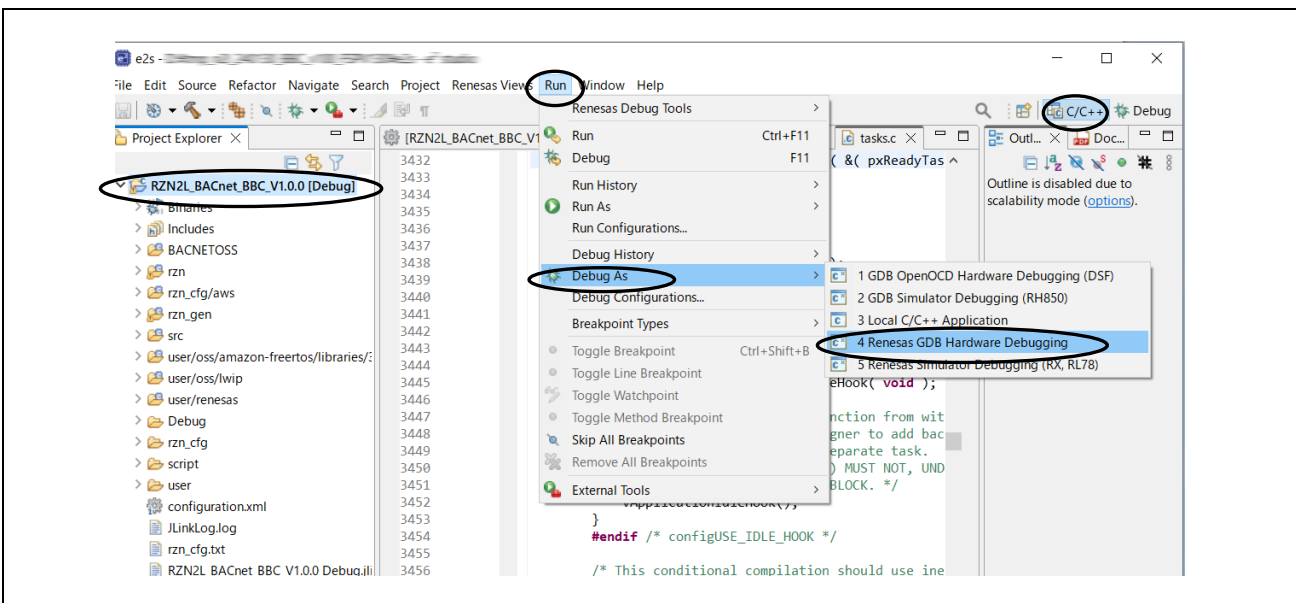 e2s -
File Edit Source Refactor Navigate Search Project Renesas Views Run Window Help
C/C++ Debug
Project Explorer
[RZN2L_BACnet_BBC_V1
tasks.c
Outl...
Doc...
RZN2L_BACnet_BBC_V1.0.0 [Debug]
Binaries
Includes
BACNETOSS
rzn
rzn_cfg/aws
rzn_gen
src
user/oss/amazon-freertos/libraries/3
user/oss/lwip
user/renesas
Debug
rzn_cfg
script
user
configuration.xml
JLinkLog.log
rzn_cfg.txt
RZN2L_BACnet_BBC_V1.0.0 Debug.jli
3432
3433
3434
3435
3436
3437
3438
3439
3440
3441
3442
3443
3444
3445
3446
3447
3448
3449
3450
3451
3452
3453
3454
3455
3456
( &( pxReadyTas
eHook( void );
nction from wit
gner to add bac
eparate task.
) MUST NOT, UND
BLOCK. */
vApplicationIdleHook();
}
#endif /* configUSE_IDLE_HOOK */
/* This conditional compilation should use ine
Renesas Debug Tools
Run Ctrl+F11
Debug F11
Run History
Run As
Run Configurations...
Debug History
Debug As
Debug Configurations...
Breakpoint Types
Toggle Breakpoint Ctrl+Shift+B
Toggle Line Breakpoint
Toggle Watchpoint
Toggle Method Breakpoint
Skip All Breakpoints
Remove All Breakpoints
External Tools
1 GDB OpenOCD Hardware Debugging (DSF)
2 GDB Simulator Debugging (RH850)
3 Local C/C++ Application
4 Renesas GDB Hardware Debugging
5 Renesas Simulator Debugging (RX, RL78)
Outline is disabled due to
scalability mode (options).